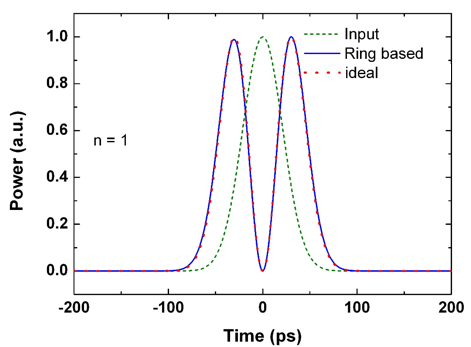 Input
Ring based
ideal
n = 1
Power (a.u.)
1.0
0.8
0.6
0.4
0.2
0.0
-200
-100
0
100
200
Time (ps)